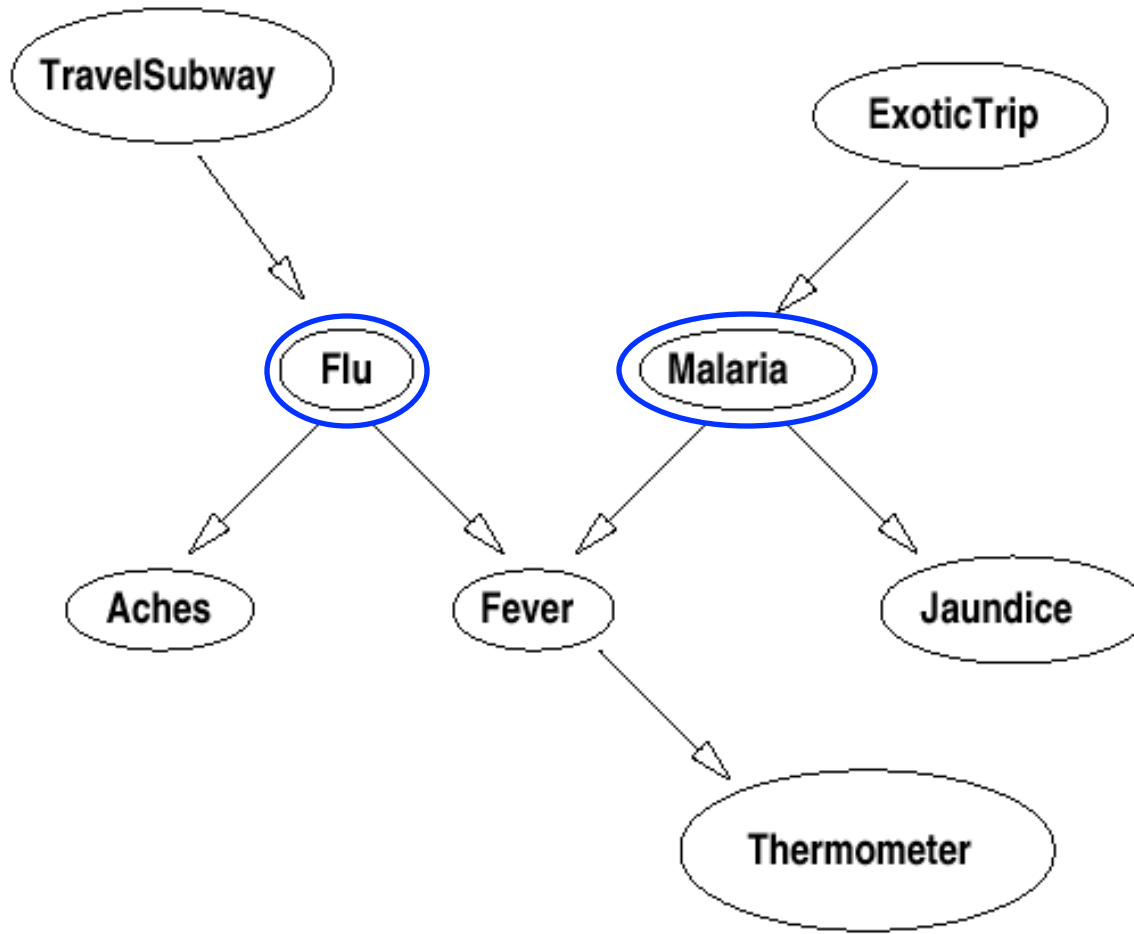 TravelSubway
ExoticTrip
Flu
Malaria
Aches
Fever
Jaundice
Thermometer